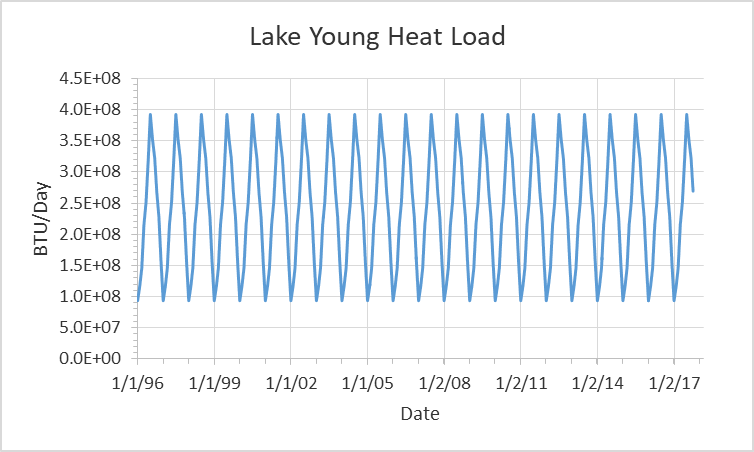 Lake Young Heat Load
4.5E+08
4.0E+08
3.5E+08
3.0E+08
2.5E+08
2.0E+08
1.5E+08
1.0E+08
5.0E+07
0.0E+00
BTU/Day
1/1/96 1/1/99 1/1/02 1/1/05 1/2/08 1/2/11 1/2/14 1/2/17
Date